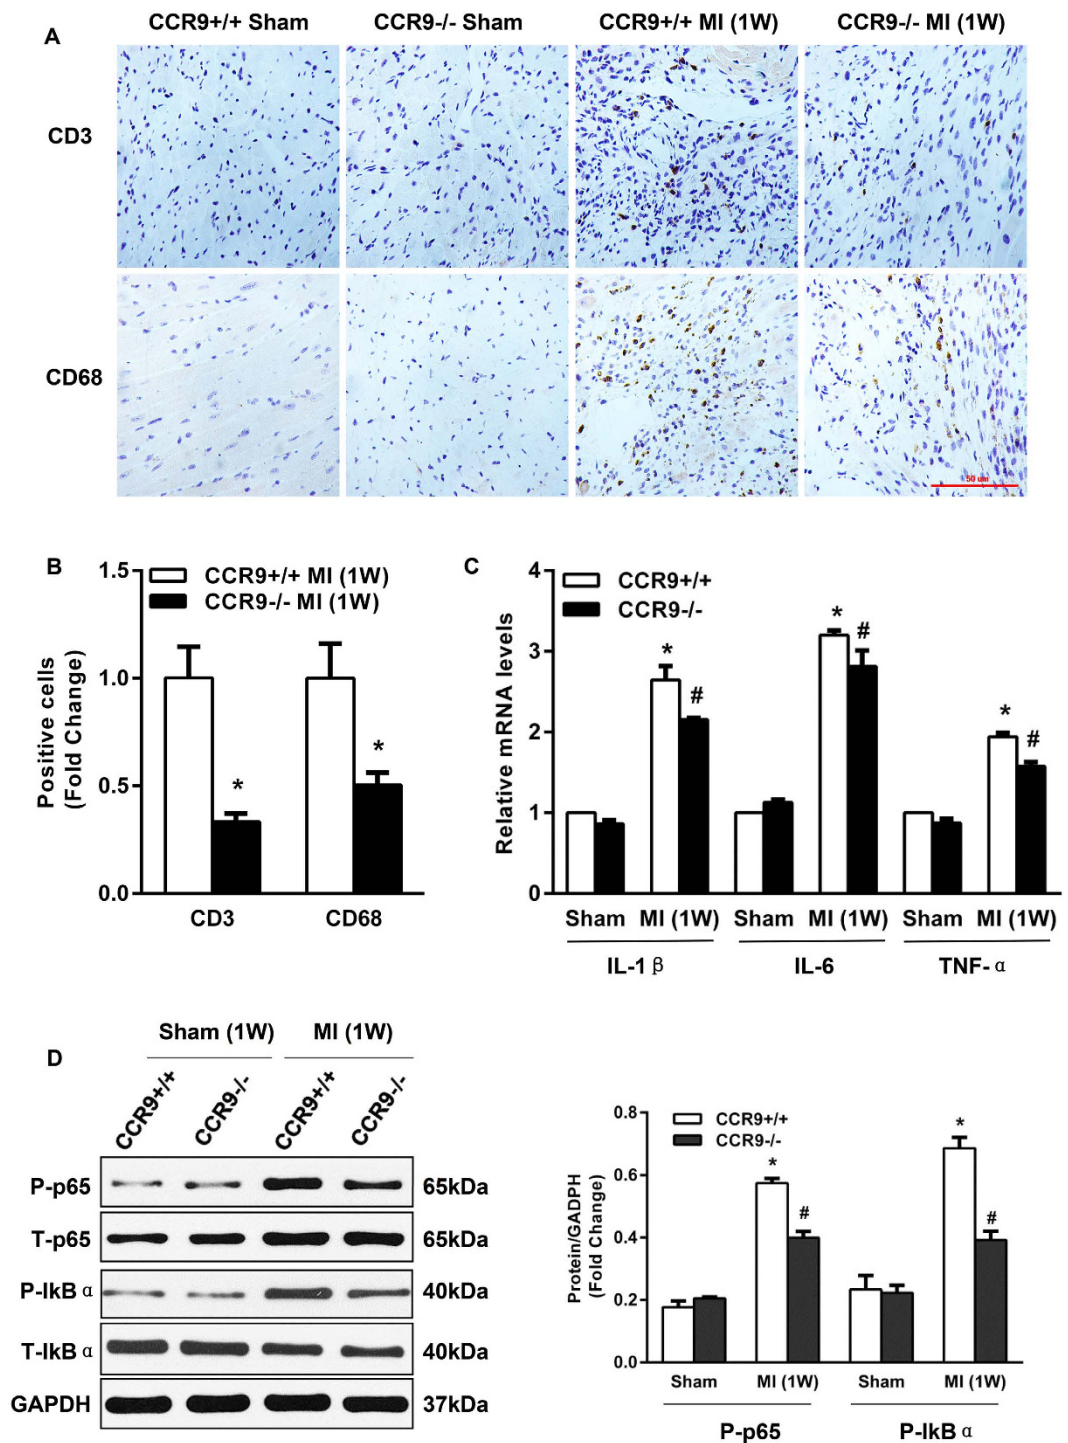 A
CCR9+/+ Sham
CCR9-/- Sham
CCR9+/+ MI (1W)
CCR9-/- MI (1W)
CD3
CD68
50 um
B
1.5
1.0
0.5
0.0
Positive cells
(Fold Change)
CCR9+/+ MI (1W)
CCR9-/- MI (1W)
*
*
CD3
CD68
C
4
3
2
1
0
Relative mRNA levels
CCR9+/+
CCR9-/-
*
#
*
#
*
#
Sham MI (1W) Sham MI (1W) Sham MI (1W)
IL-1 β
IL-6
TNF- α
D
Sham (1W)
MI (1W)
CCR9+/+
CCR9-/-
CCR9+/+
CCR9-/-
P-p65 65kDa
T-p65 65kDa
P-IkB α 40kDa
T-IkB α 40kDa
GAPDH 37kDa
0.8
0.6
0.4
0.2
0.0
Protein/GADPH
(Fold Change)
CCR9+/+
CCR9-/-
*
#
*
#
Sham MI (1W) Sham MI (1W)
P-p65
P-IkB α